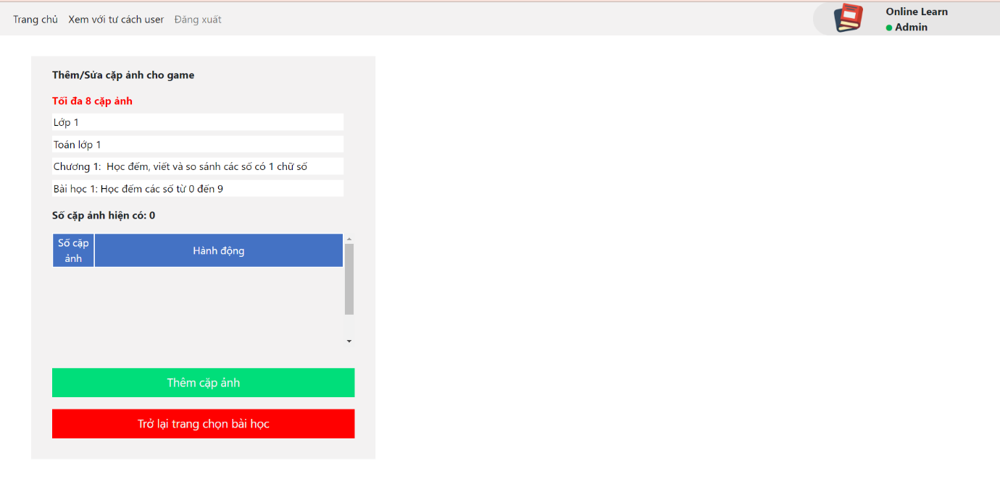 Trang chủ Xem với tư cách user Đăng xuất
Online Learn
Admin
Thêm/Sửa cặp ảnh cho game
Tối đa 8 cặp ảnh
Lớp 1
Toán lớp 1
Chương 1: Học đếm, viết và so sánh các số có 1 chữ số
Bài học 1: Học đếm các số từ 0 đến 9
Số cặp ảnh hiện có: 0
Số cặp
ảnh
Hành động
Thêm cặp ảnh
Trở lại trang chọn bài học